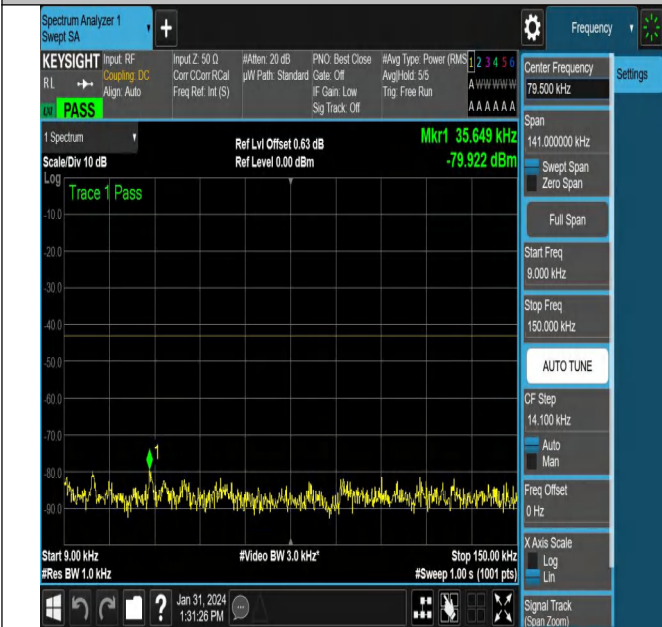 Spectrum Analyzer 1
Swept SA
+
Frequency
KEYSIGHT
RL
PASS
Input: RF
Coupling: DC
Align: Auto
Input Z: 50 Ω
Corr CCorr RCal
Freq Ref: Int (S)
#Atten: 20 dB
µW Path: Standard
PNO: Best Close
Gate: Off
IF Gain: Low
Sig Track: Off
#Avg Type: Power (RMS
Avg|Hold: 5/5
Trig: Free Run
1 2 3 4 5 6
A W W W W W
A A A A A A
1 Spectrum
Scale/Div 10 dB
Ref Lvl Offset 0.63 dB
Ref Level 0.00 dBm
Mkr1 35.649 kHz
-79.922 dBm
Log
Trace 1 Pass
-10.0
-20.0
-30.0
-40.0
-50.0
-60.0
-70.0
-80.0
-90.0
1
Start 9.00 kHz
#Res BW 1.0 kHz
#Video BW 3.0 kHz*
Stop 150.00 kHz
#Sweep 1.00 s (1001 pts)
Center Frequency
79.500 kHz
Settings
Span
141.000000 kHz
Swept Span
Zero Span
Full Span
Start Freq
9.000 kHz
Stop Freq
150.000 kHz
AUTO TUNE
CF Step
14.100 kHz
Auto
Man
Freq Offset
0 Hz
X Axis Scale
Log
Lin
Signal Track
(Span Zoom)
?
Jan 31, 2024
1:31:26 PM